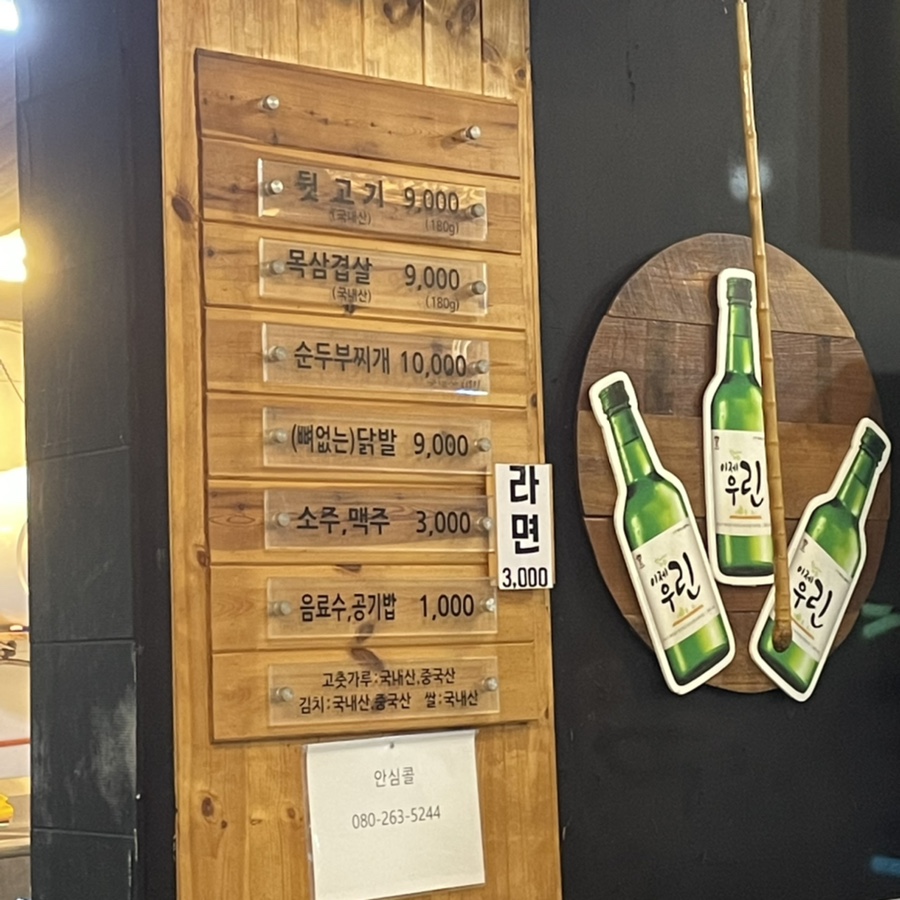 뒷고기 9,000
(국내산) (180g)
목삼겹살 9,000
(국내산) (180g)
순두부찌개 10,000
(뼈없는)닭발 9,000
소주,맥주 3,000
음료수,공기밥 1,000
고춧가루:국내산,중국산
김치:국내산,중국산 쌀:국내산
라면
3,000
안심콜
080-263-5244
이제
우린
이제
우린
이제
우린